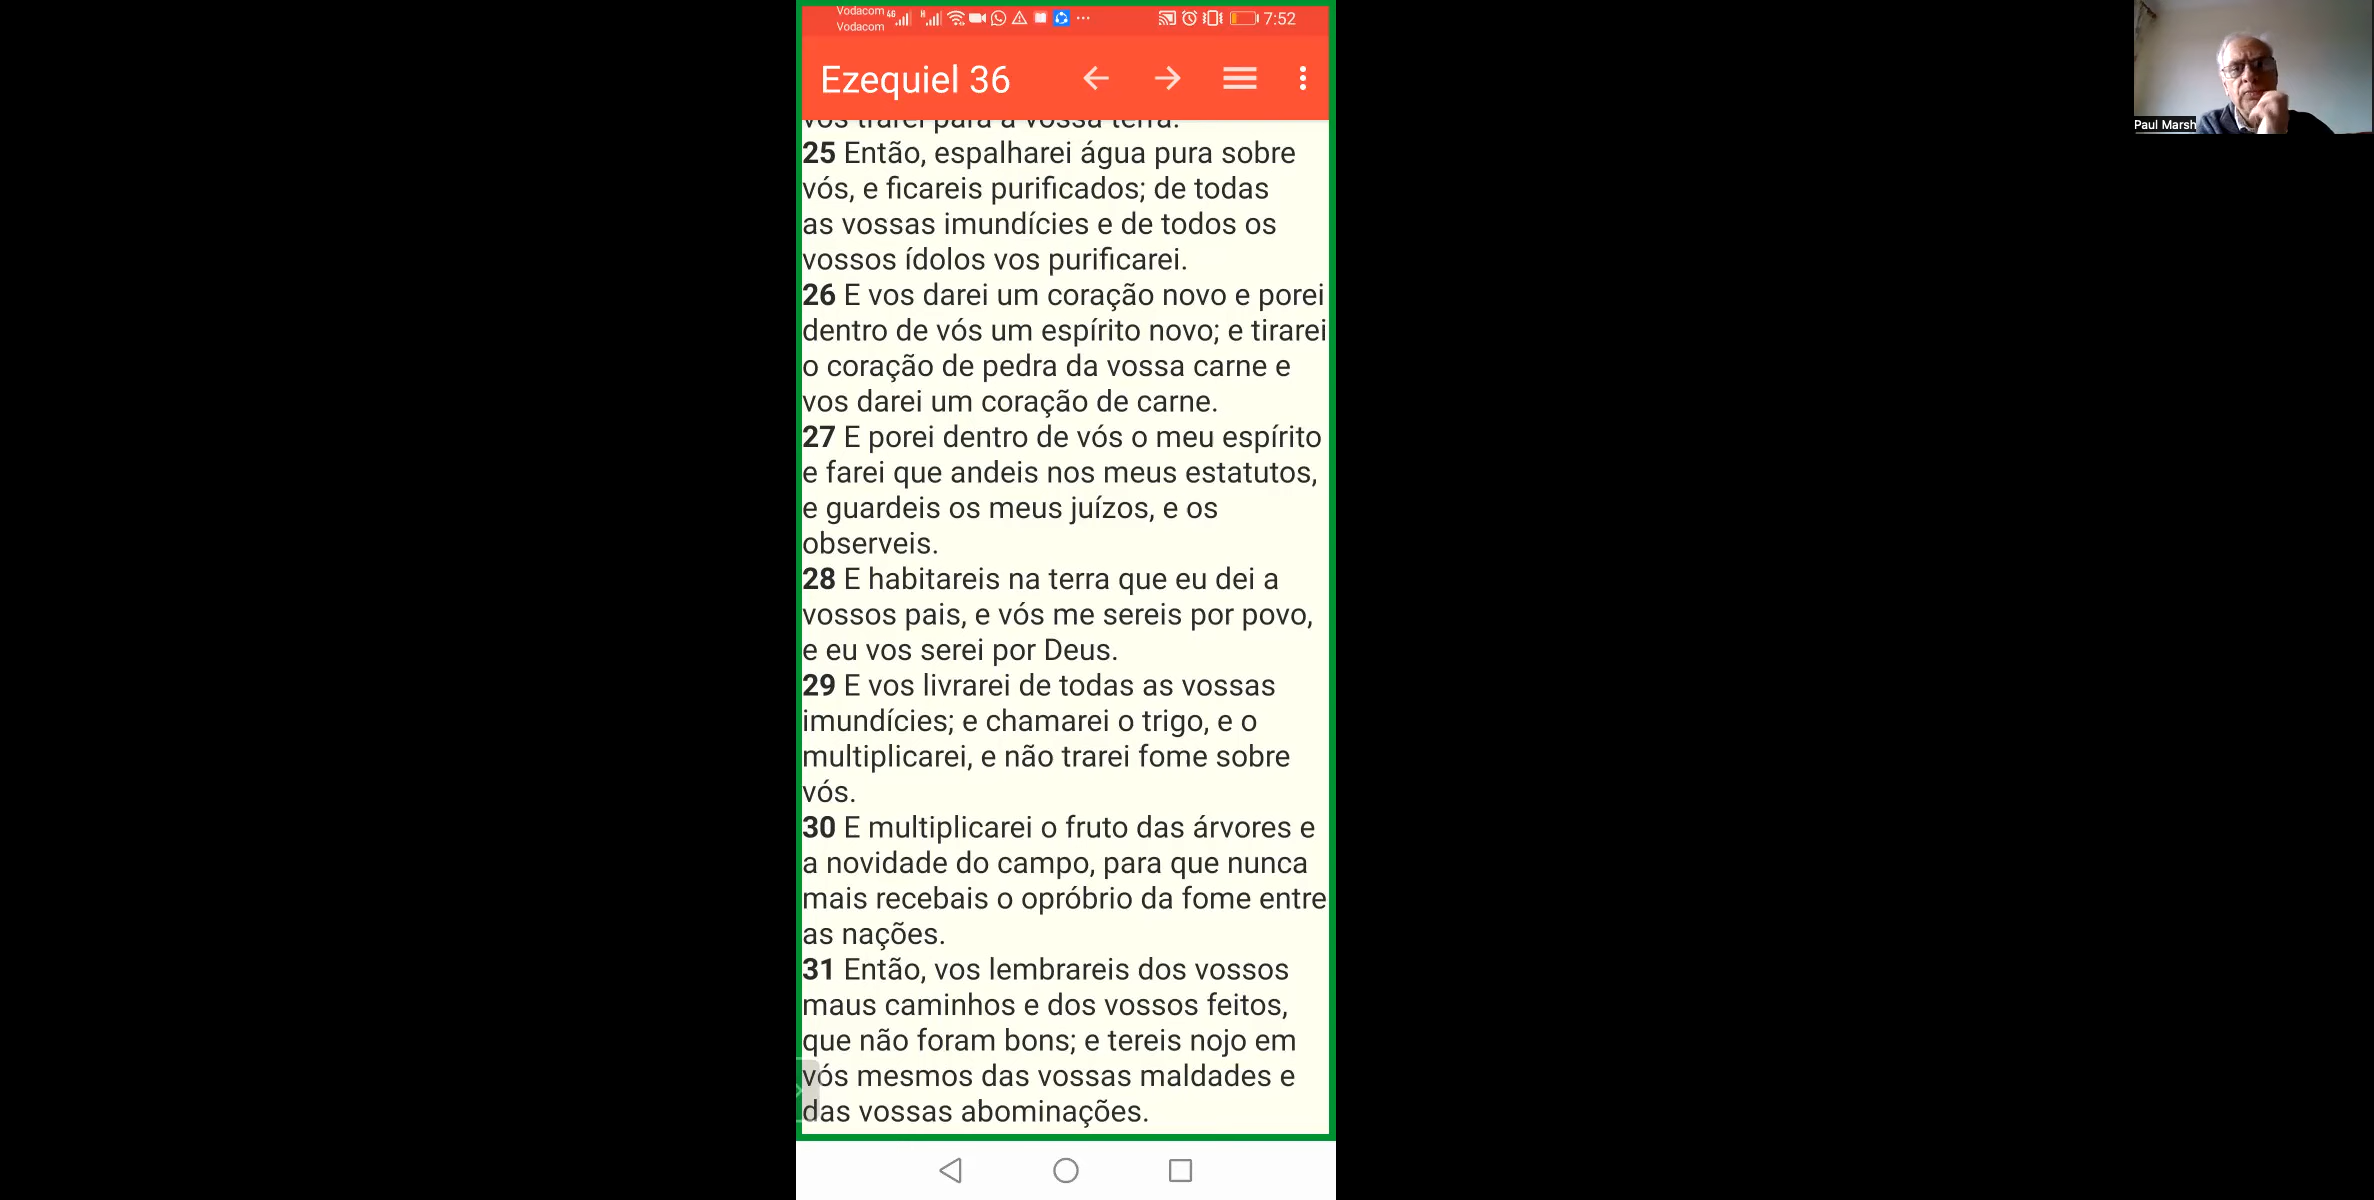 Vodacom 4G
Vodacom
H
7:52
Ezequiel 36
vos trarei para a vossa terra.
25 Então, espalharei água pura sobre
vós, e ficareis purificados; de todas
as vossas imundícies e de todos os
vossos ídolos vos purificarei.
26 E vos darei um coração novo e porei
dentro de vós um espírito novo; e tirarei
o coração de pedra da vossa carne e
vos darei um coração de carne.
27 E porei dentro de vós o meu espírito
e farei que andeis nos meus estatutos,
e guardeis os meus juízos, e os
observeis.
28 E habitareis na terra que eu dei a
vossos pais, e vós me sereis por povo,
e eu vos serei por Deus.
29 E vos livrarei de todas as vossas
imundícies; e chamarei o trigo, e o
multiplicarei, e não trarei fome sobre
vós.
30 E multiplicarei o fruto das árvores e
a novidade do campo, para que nunca
mais recebais o opróbrio da fome entre
as nações.
31 Então, vos lembrareis dos vossos
maus caminhos e dos vossos feitos,
que não foram bons; e tereis nojo em
vós mesmos das vossas maldades e
das vossas abominações.
Paul Marsh